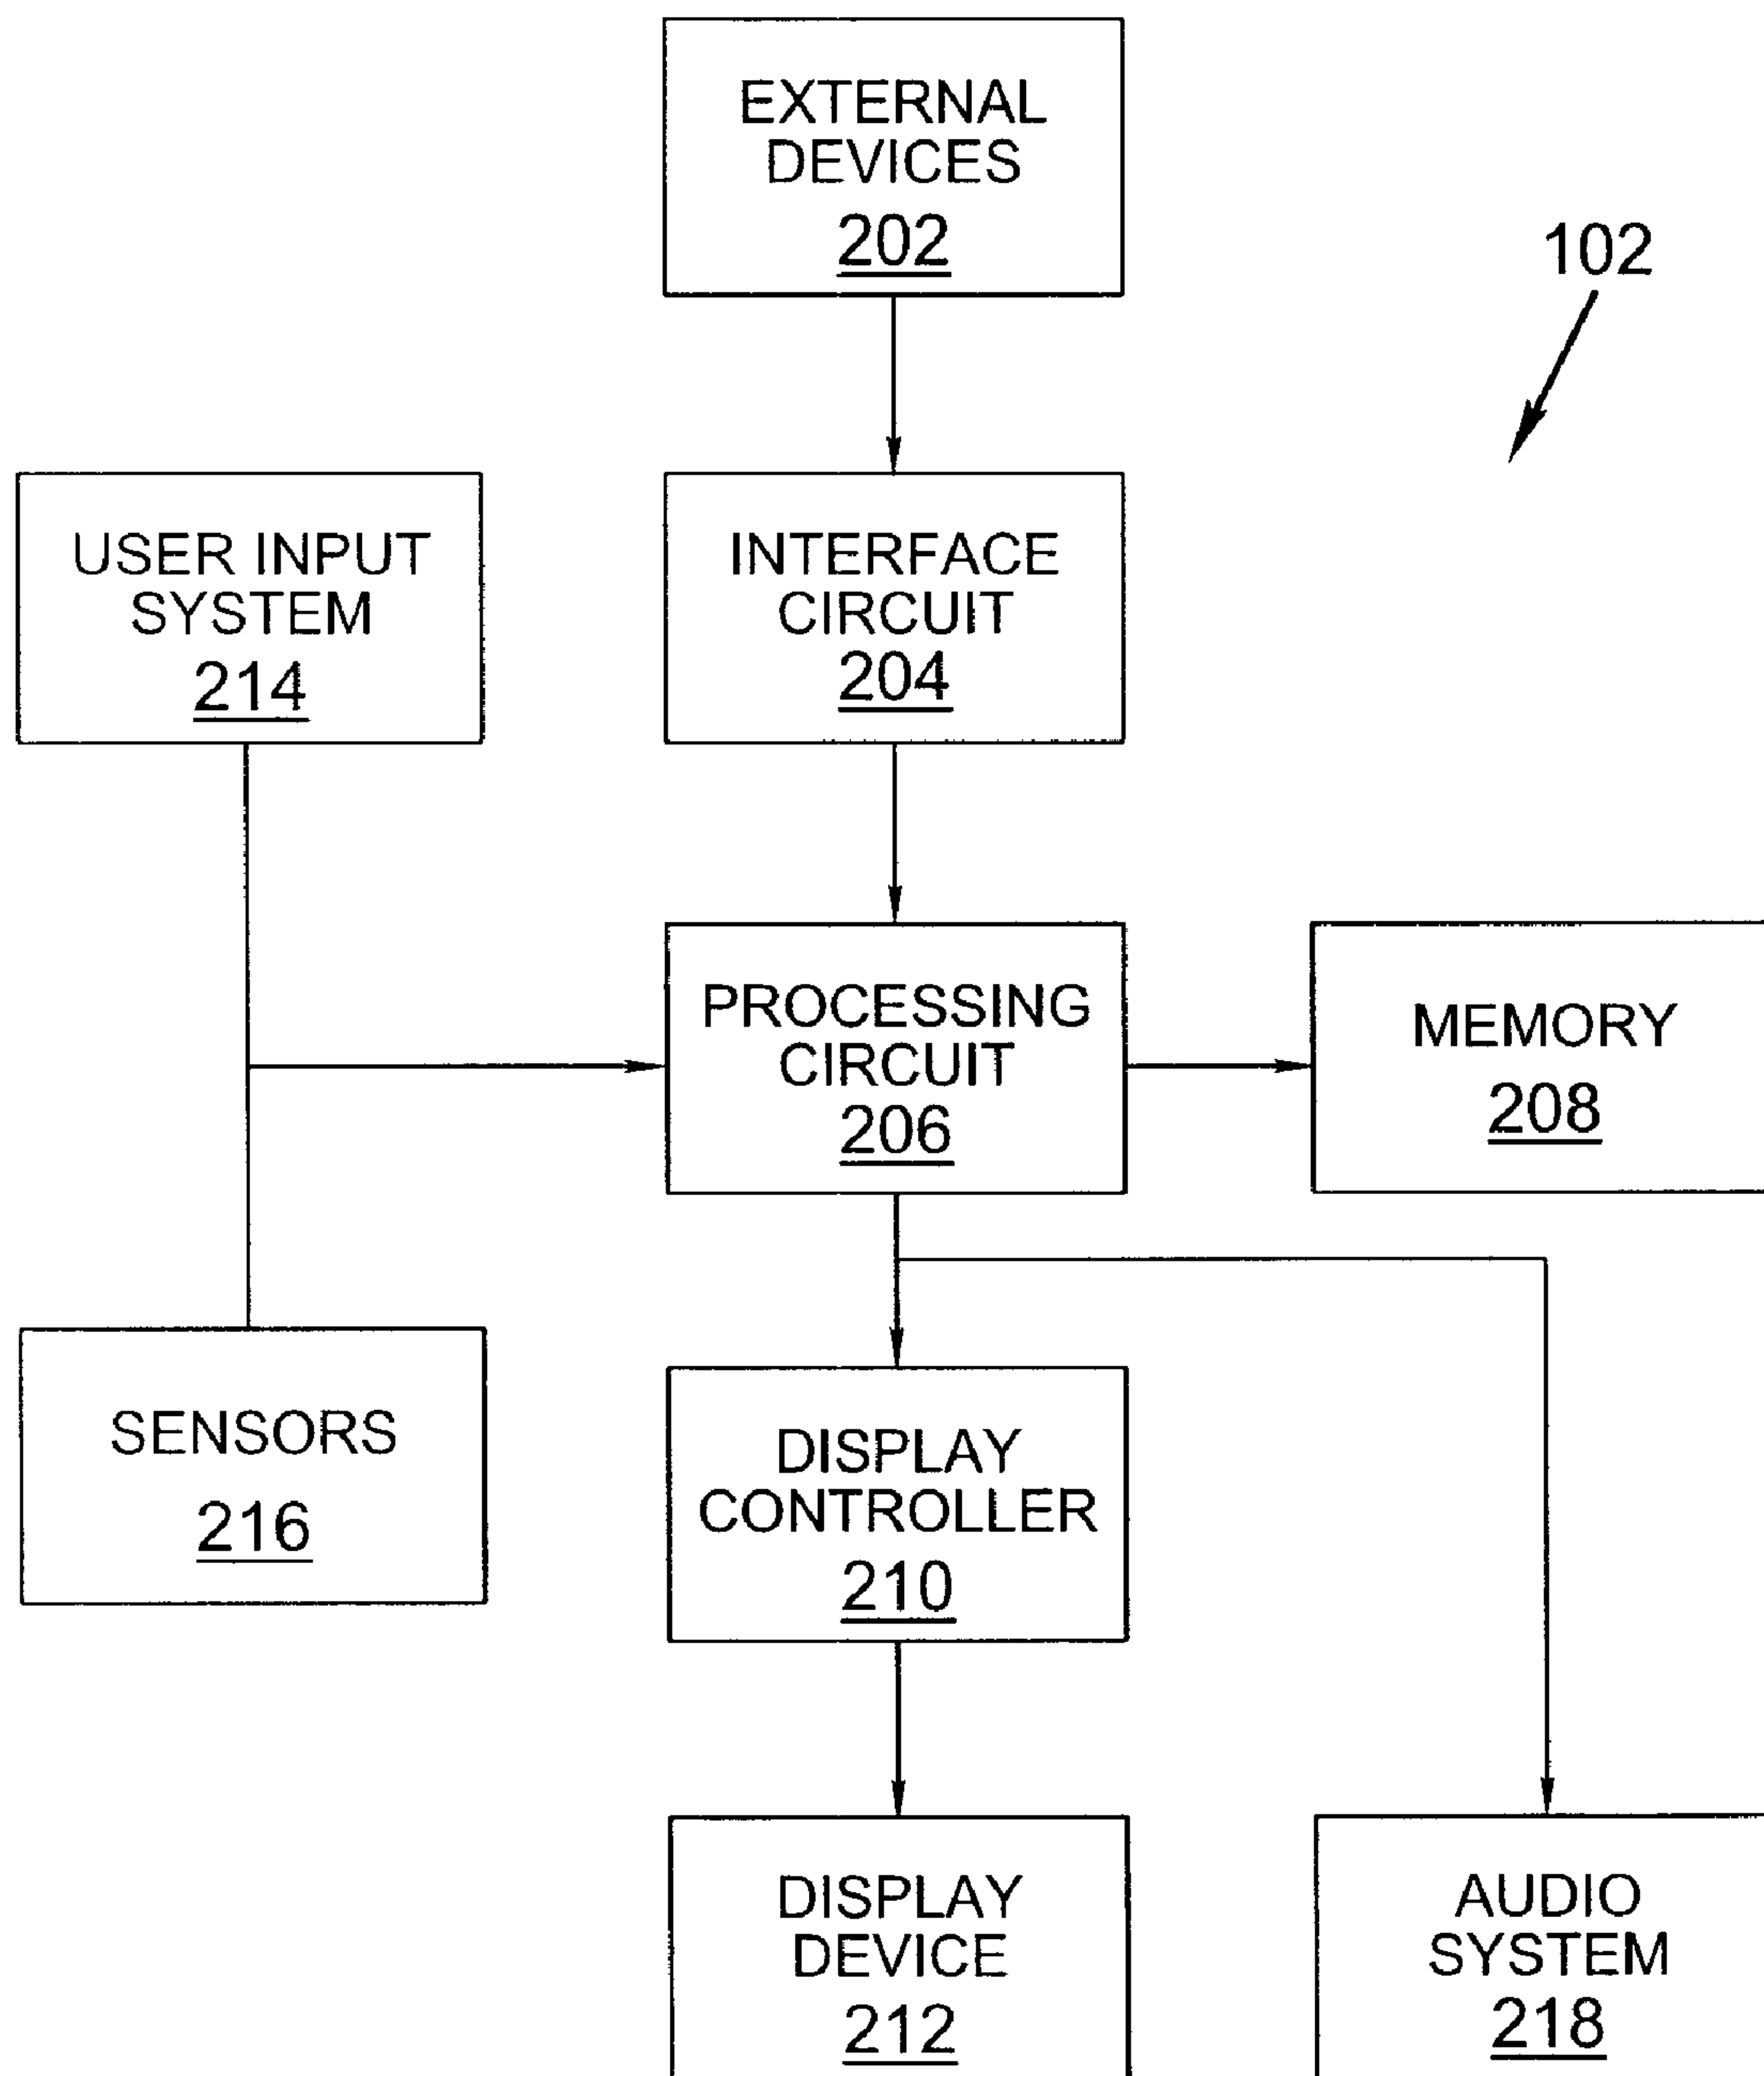 EXTERNAL
DEVICES
202
102
USER INPUT
SYSTEM
214
INTERFACE
CIRCUIT
204
PROCESSING
CIRCUIT
206
MEMORY
208
SENSORS
216
DISPLAY
CONTROLLER
210
DISPLAY
DEVICE
212
AUDIO
SYSTEM
218